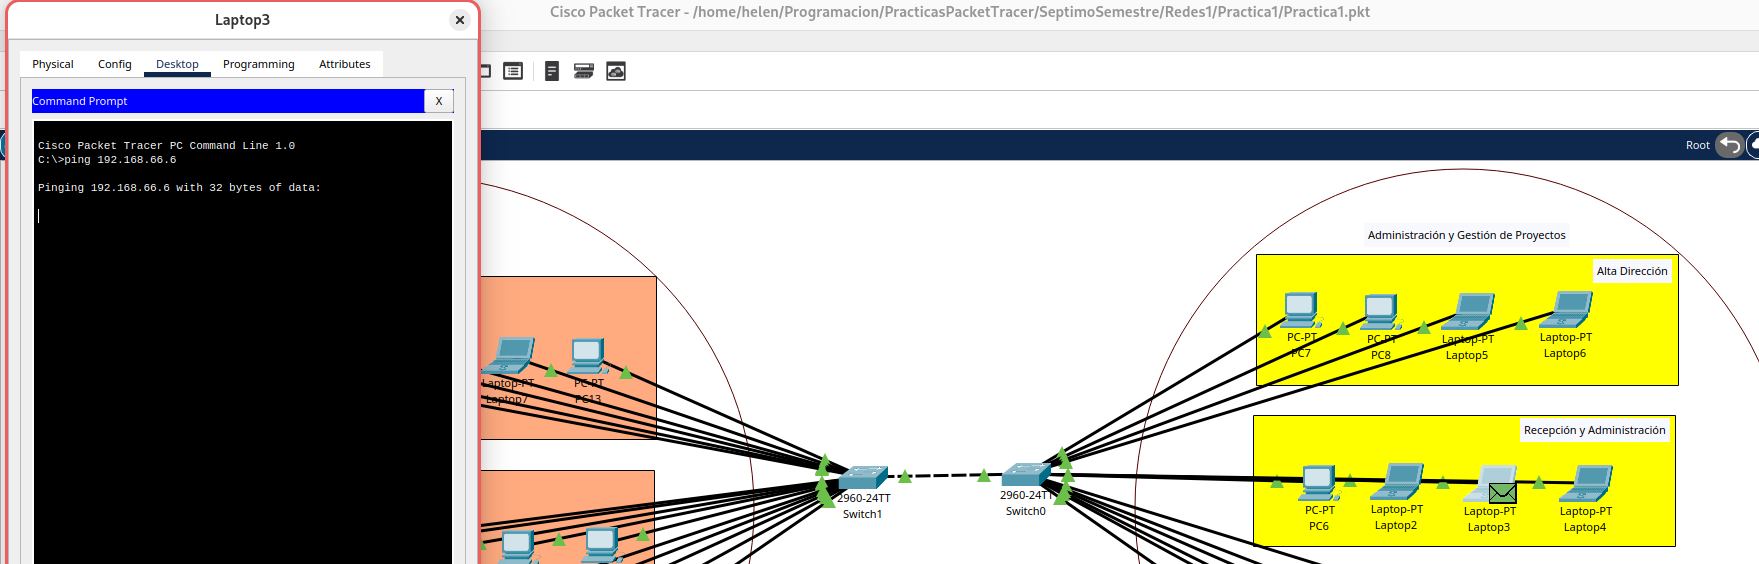 Laptop3
Cisco Packet Tracer - /home/helen/Programacion/PracticasPacketTracer/SeptimoSemestre/Redes1/Practica1/Practica1.pkt
Physical Config Desktop Programming Attributes
Command Prompt X
Cisco Packet Tracer PC Command Line 1.0
C:\>ping 192.168.66.6
Pinging 192.168.66.6 with 32 bytes of data:
Root
Administración y Gestión de Proyectos
Alta Dirección
PC-PT
PC7
PC-PT
PC8
Laptop-PT
Laptop5
Laptop-PT
Laptop6
Laptop-PT
Laptop7
PC-PT
PC13
Recepción y Administración
2960-24TT
Switch1
2960-24TT
Switch0
PC-PT
PC6
Laptop-PT
Laptop2
Laptop-PT
Laptop3
Laptop-PT
Laptop4